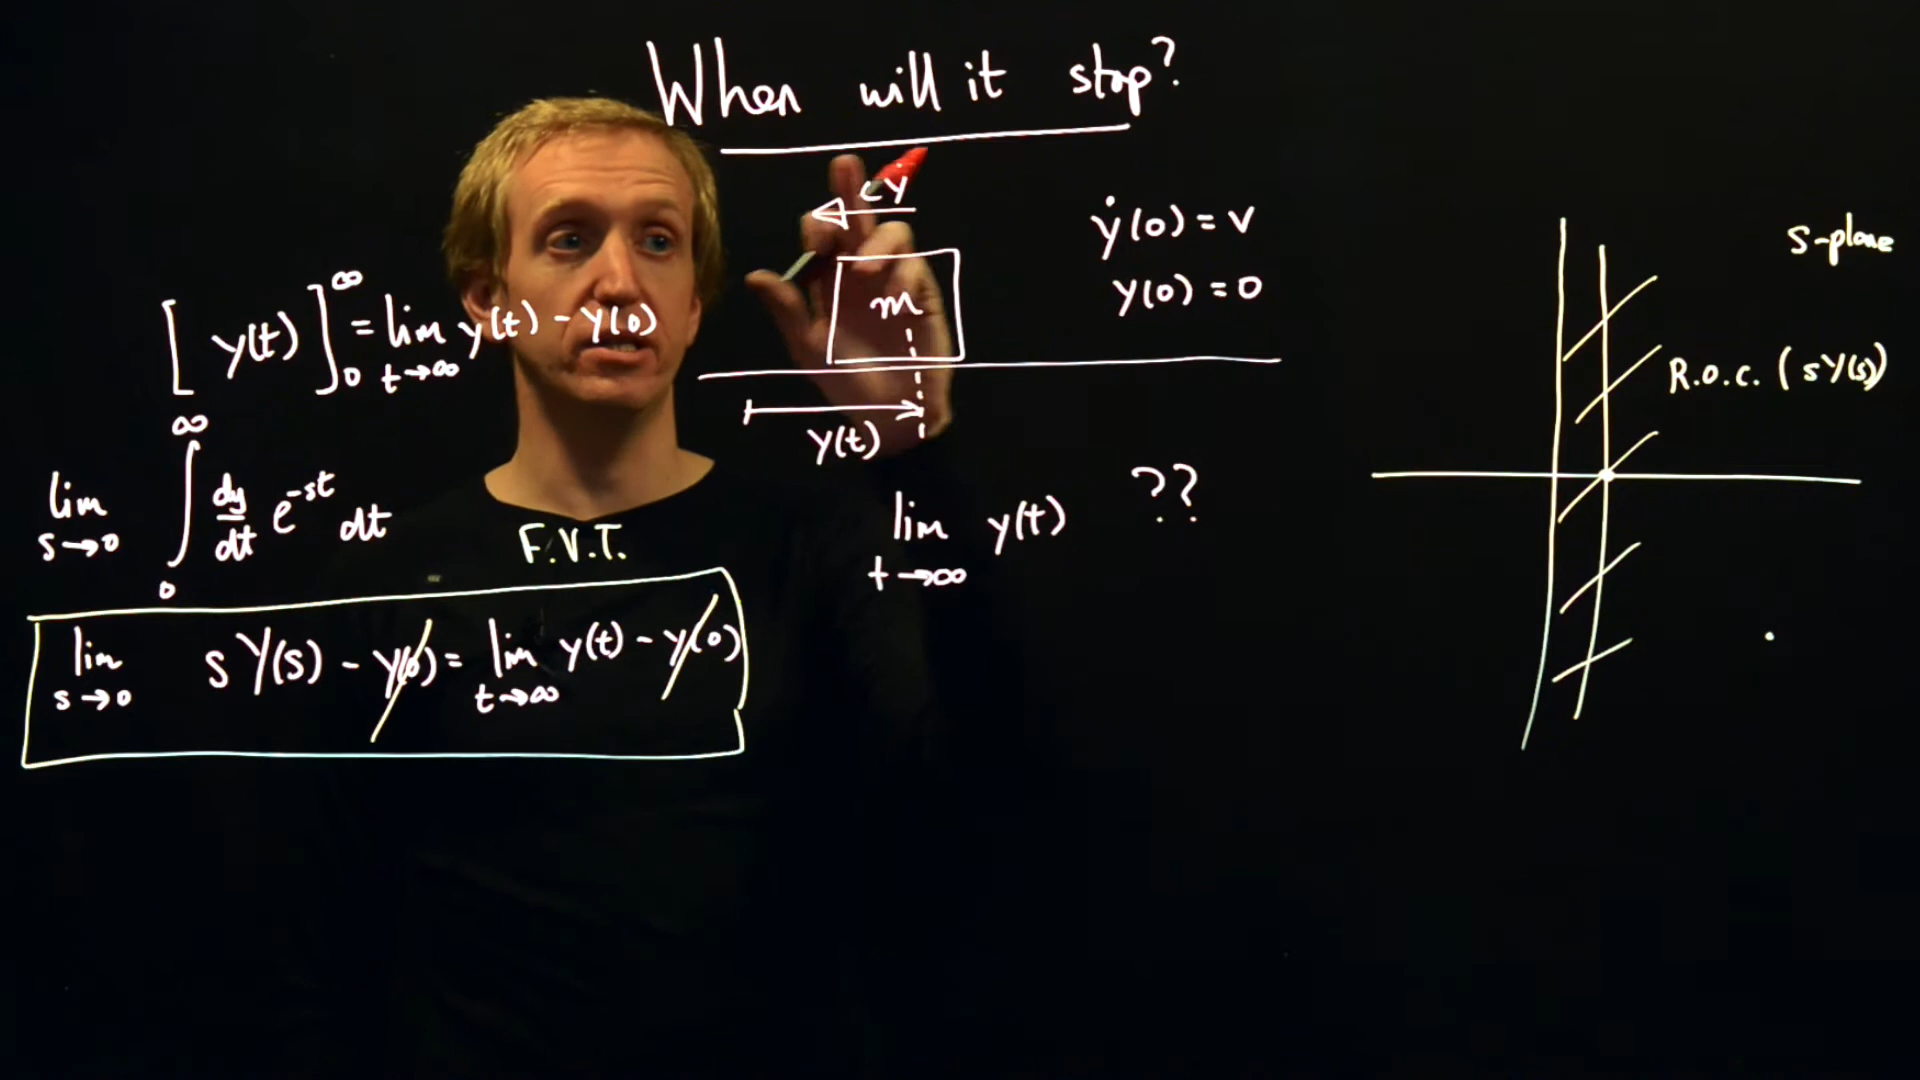 When will it stop?
cẏ
m
y(t)
ẏ(0) = v
y(0) = 0
lim y(t) ??
t→∞
[y(t)]₀^∞ = lim y(t) - y(0)
t→∞
lim ∫₀^∞ dy/dt e^-st dt
s→0
F.V.T.
lim sY(s) - y(0) = lim y(t) - y(0)
s→0 t→∞
s-plane
R.o.c. (sY(s))